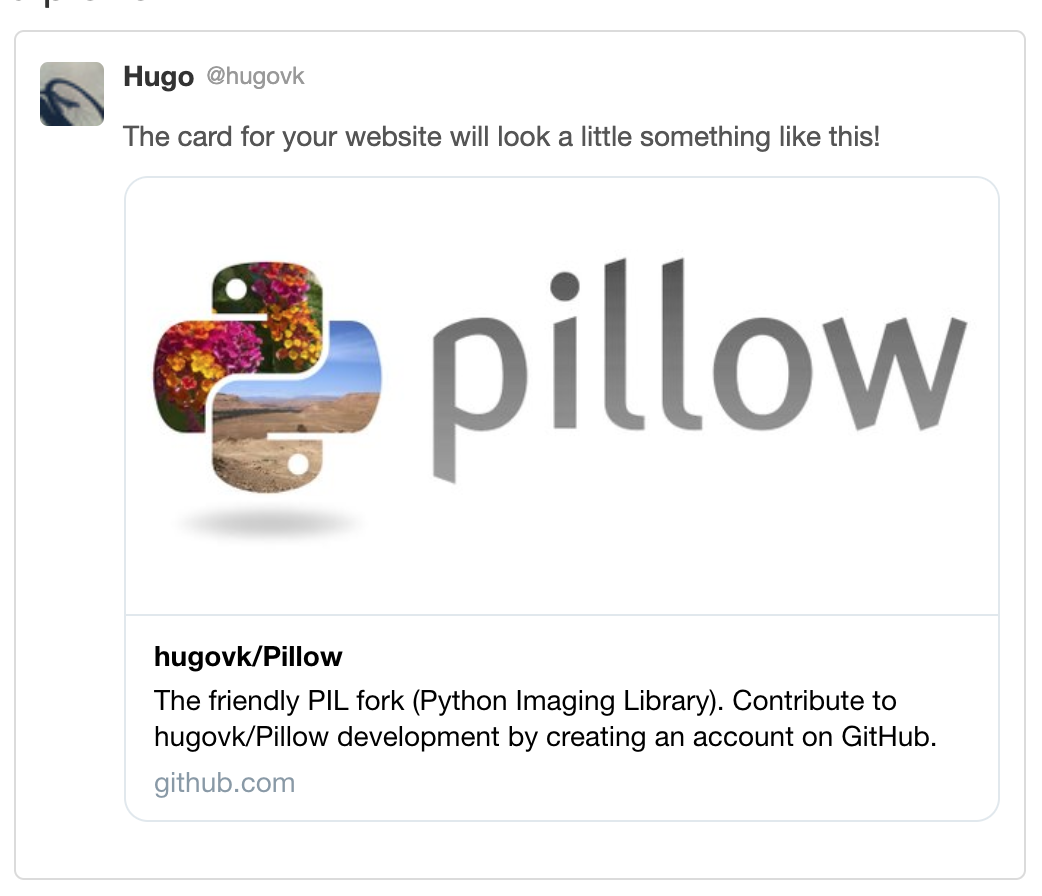 Hugo @hugovk
The card for your website will look a little something like this!
pillow
hugovk/Pillow
The friendly PIL fork (Python Imaging Library). Contribute to
hugovk/Pillow development by creating an account on GitHub.
github.com